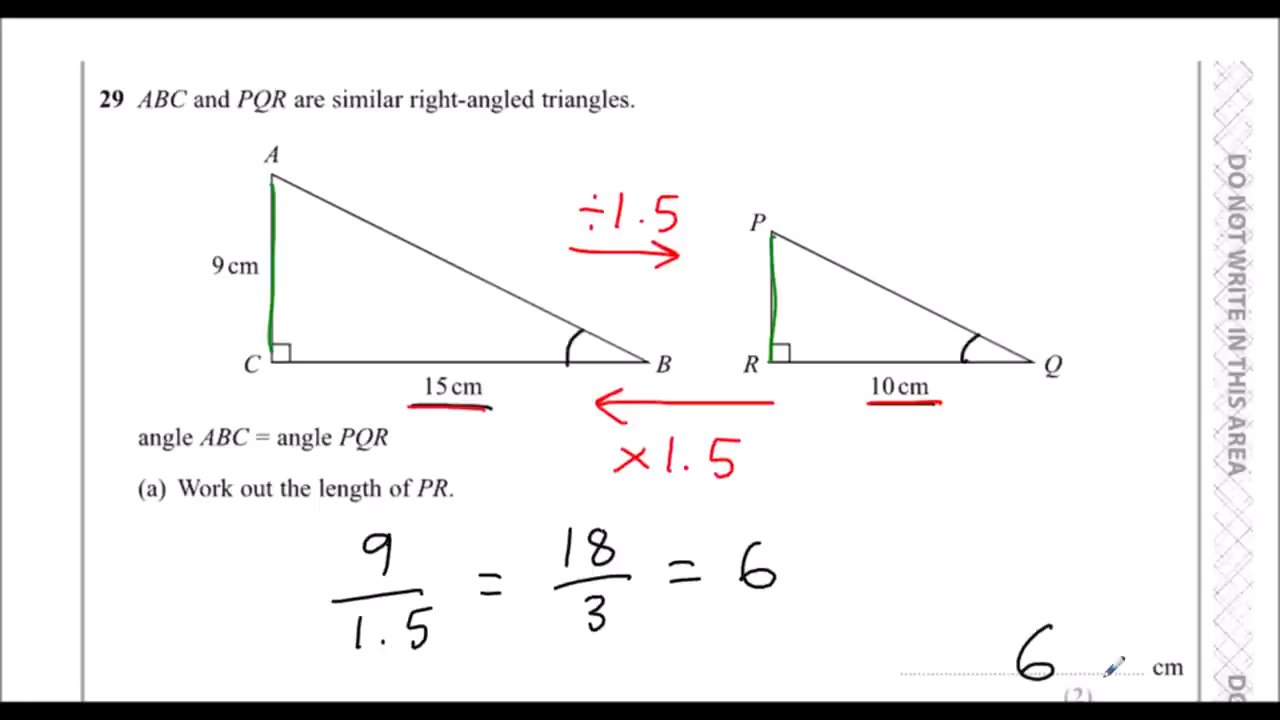 29 ABC and PQR are similar right-angled triangles.
A
÷1.5
P
9 cm
C
B
R
Q
15 cm
10 cm
×1.5
angle ABC = angle PQR
(a) Work out the length of PR.
9/1.5 = 18/3 = 6
6 cm
(2)
DO NOT WRITE IN THIS AREA
DO